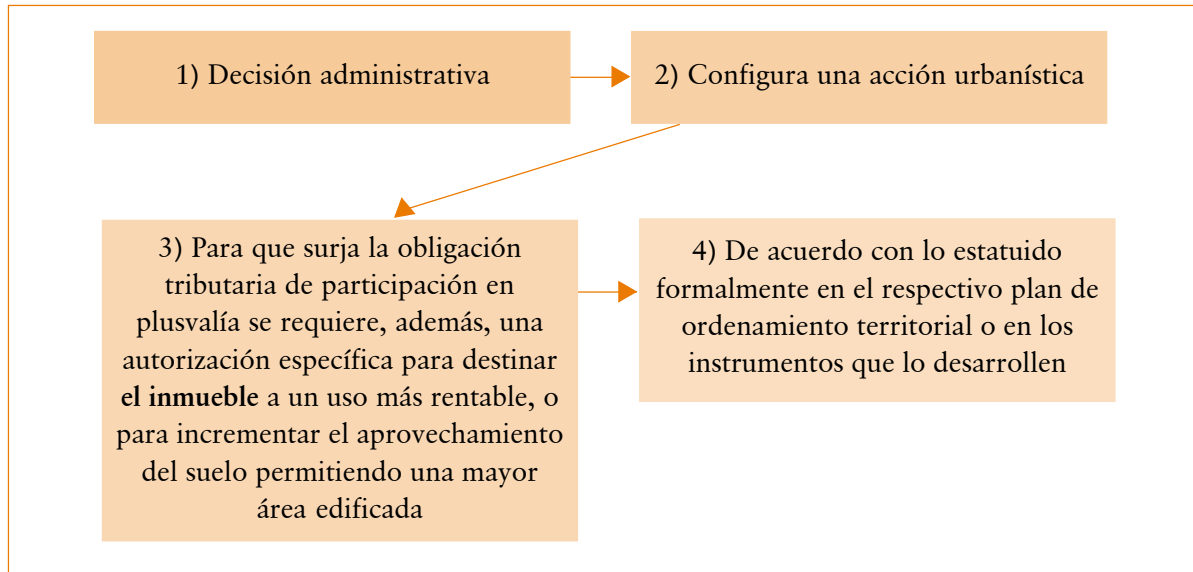 1) Decisión administrativa
2) Configura una acción urbanística
3) Para que surja la obligación
tributaria de participación en
plusvalía se requiere, además, una
autorización específica para destinar
el inmueble a un uso más rentable, o
para incrementar el aprovechamiento
del suelo permitiendo una mayor
área edificada
4) De acuerdo con lo estatuido
formalmente en el respectivo plan de
ordenamiento territorial o en los
instrumentos que lo desarrollen